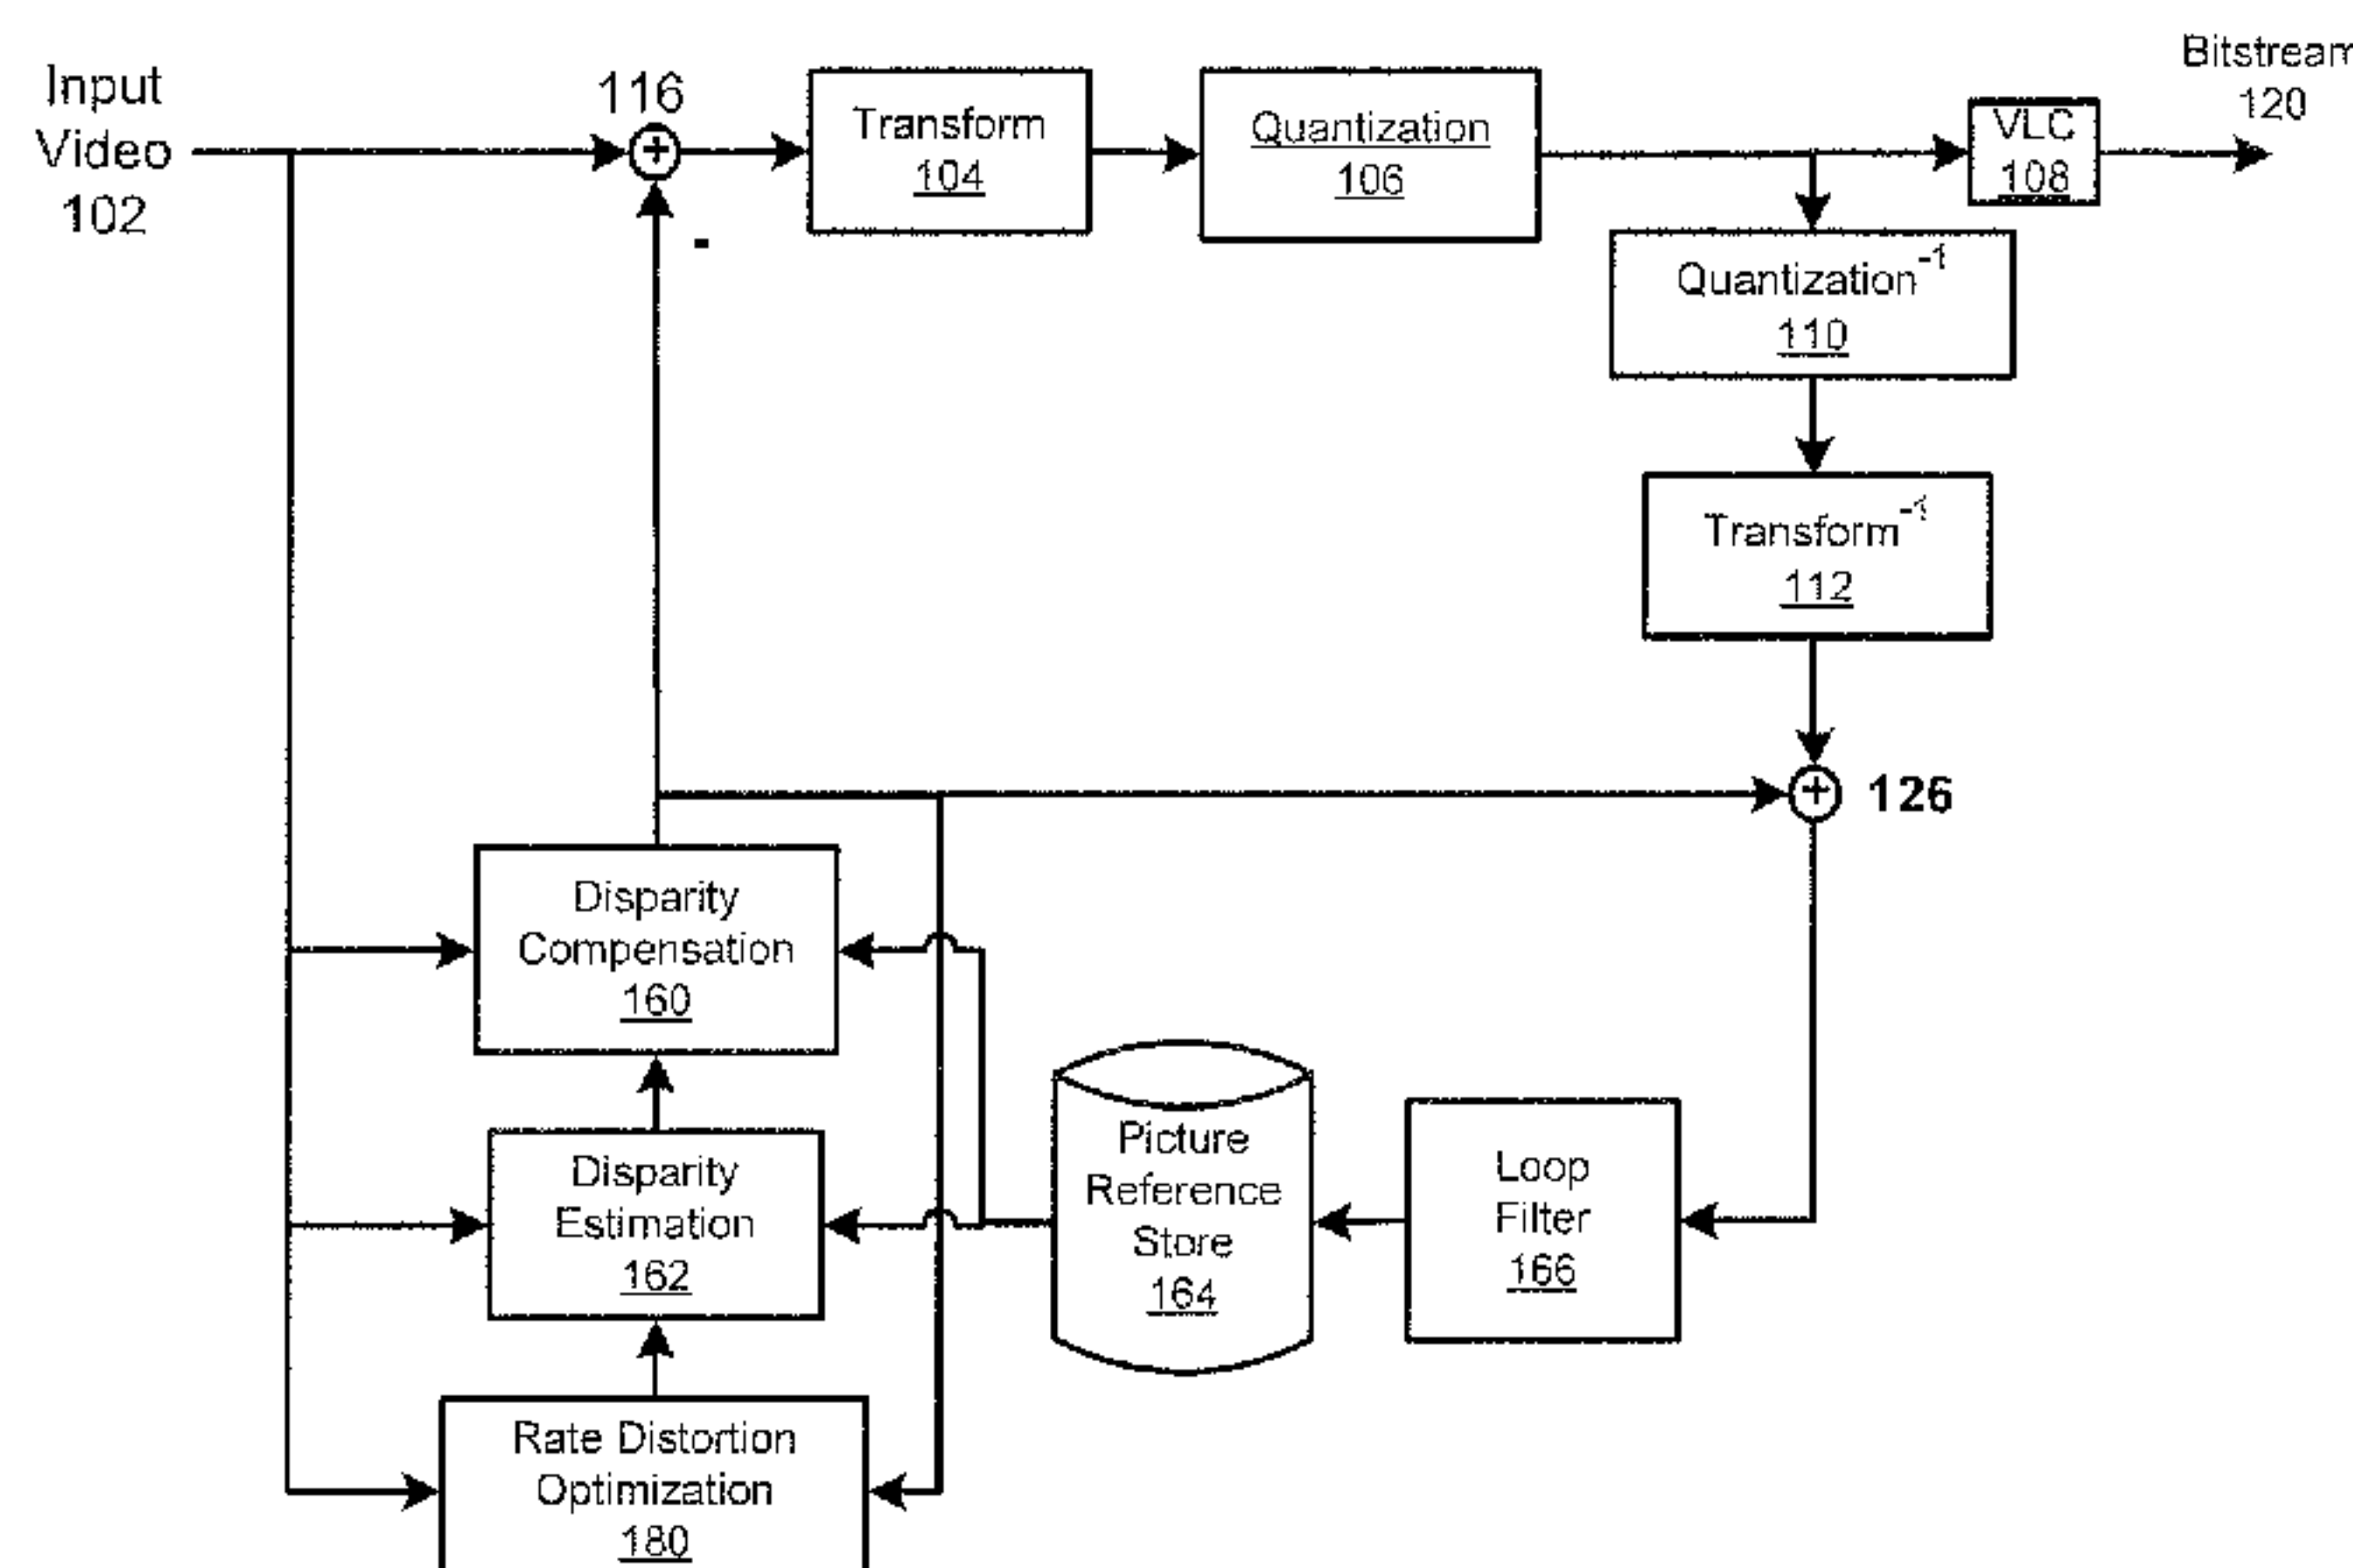 Input
Video
102
116
-
+
Transform
104
Quantization
106
VLC
108
Bitstream
120
Quantization-1
110
Transform-1
112
+
126
Disparity
Compensation
160
Disparity
Estimation
162
Picture
Reference
Store
164
Loop
Filter
166
Rate Distortion
Optimization
180